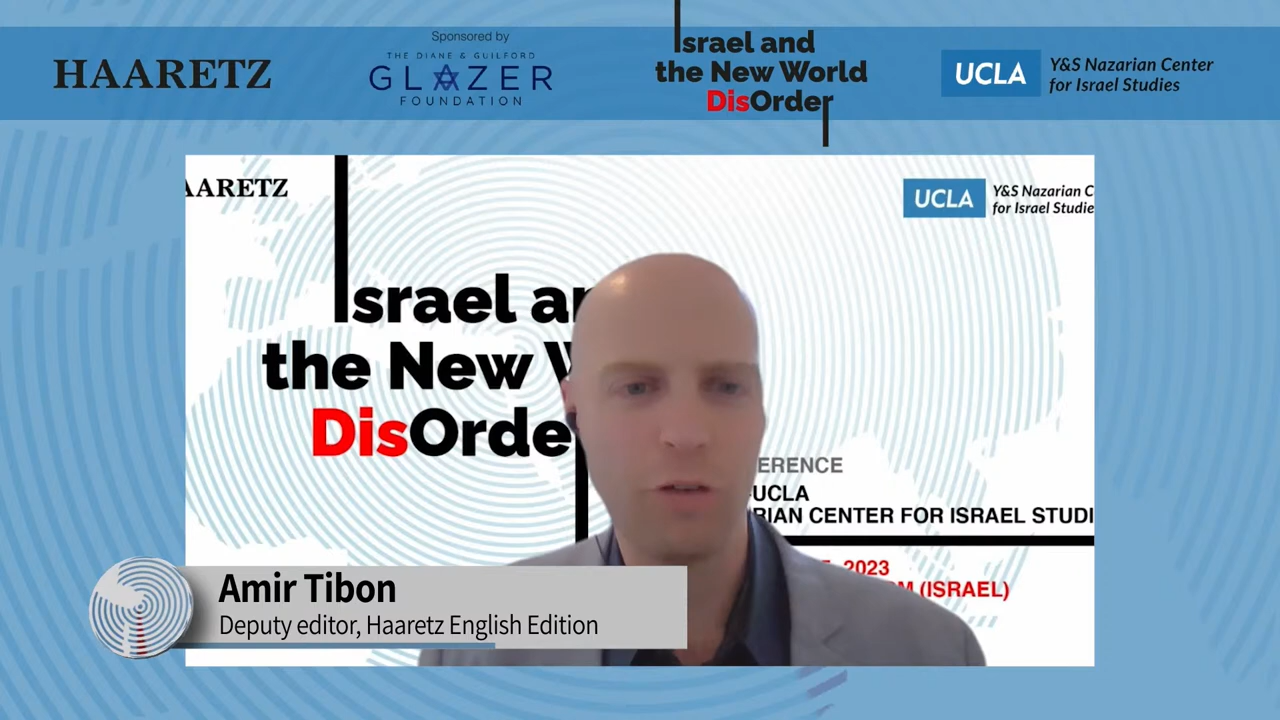 HAARETZ
Sponsored by
THE DIANE & GUILFORD
GLAZER
FOUNDATION
Israel and
the New World
DisOrder
UCLA
Y&S Nazarian Center
for Israel Studies
AARETZ
UCLA
Y&S Nazarian C
for Israel Studie
Israel an
the New W
DisOrde
ERENCE
UCLA
RIAN CENTER FOR ISRAEL STUDI
2023
(ISRAEL)
Amir Tibon
Deputy editor, Haaretz English Edition